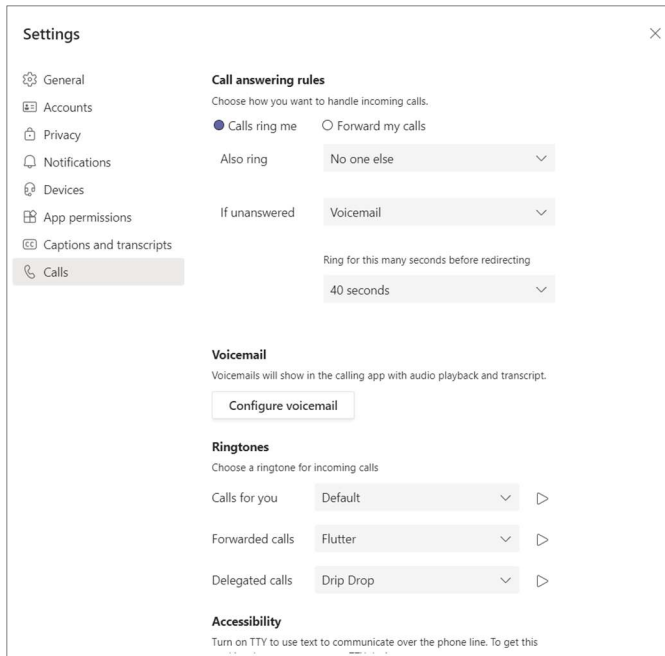 Settings
General
Accounts
Privacy
Notifications
Devices
App permissions
CC Captions and transcripts
Calls
Call answering rules
Choose how you want to handle incoming calls.
Calls ring me Forward my calls
Also ring No one else
If unanswered Voicemail
Ring for this many seconds before redirecting
40 seconds
Voicemail
Voicemails will show in the calling app with audio playback and transcript.
Configure voicemail
Ringtones
Choose a ringtone for incoming calls
Calls for you Default
Forwarded calls Flutter
Delegated calls Drip Drop
Accessibility
Turn on TTY to use text to communicate over the phone line. To get this